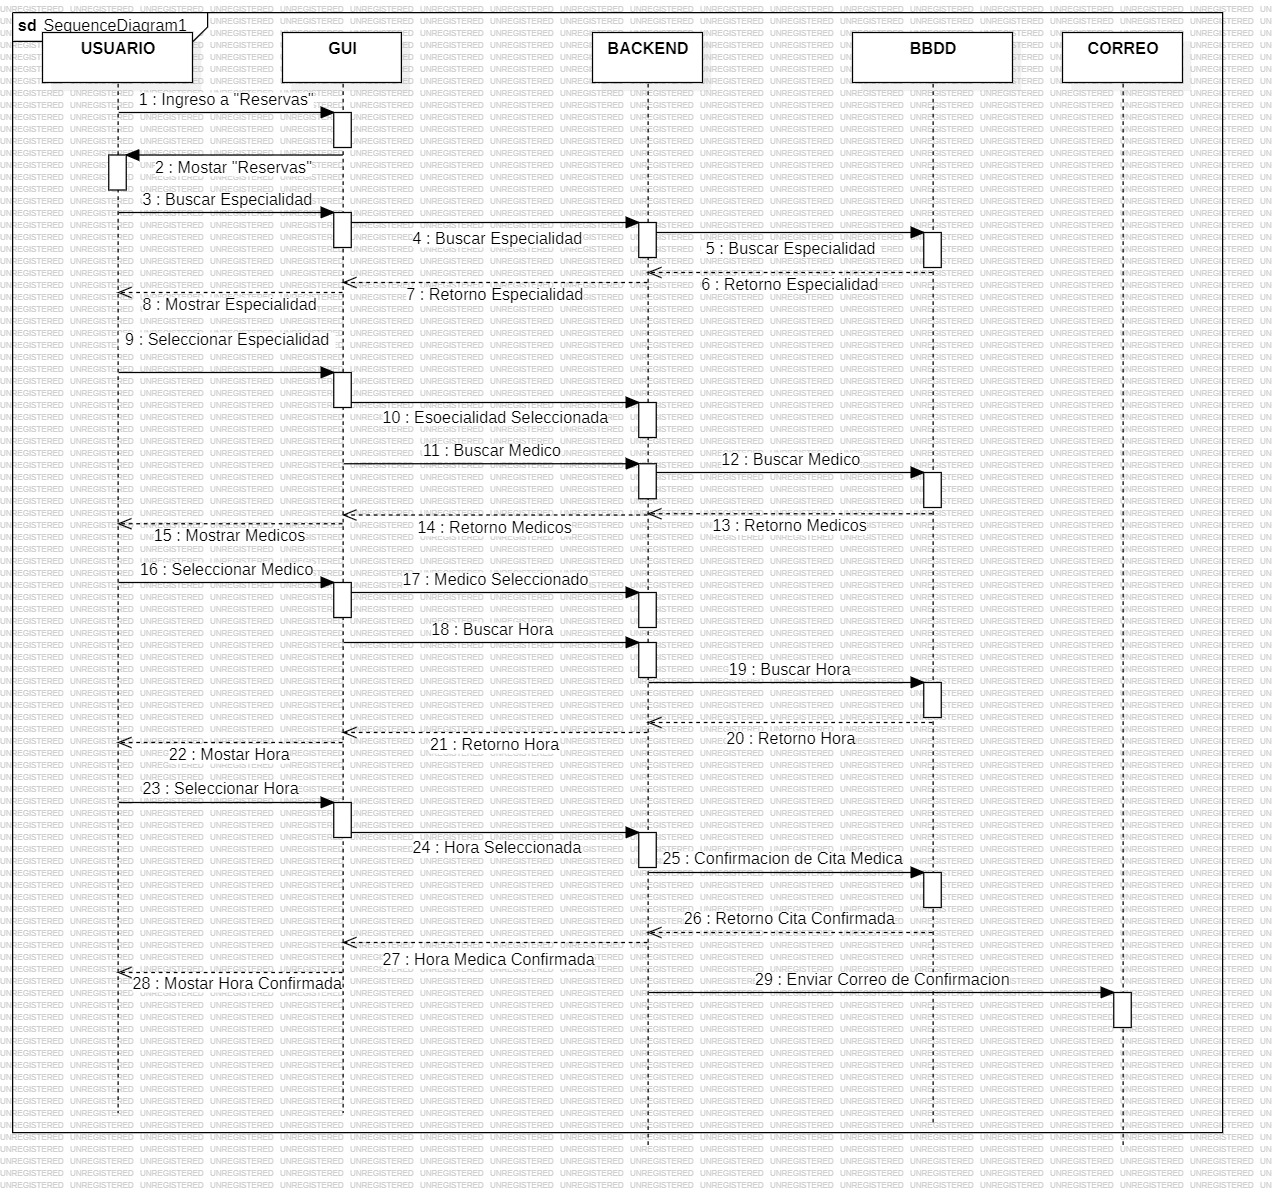 sd SequenceDiagram1
USUARIO GUI BACKEND BBDD CORREO
1 : Ingreso a "Reservas"
2 : Mostar "Reservas"
3 : Buscar Especialidad
4 : Buscar Especialidad
5 : Buscar Especialidad
6 : Retorno Especialidad
7 : Retorno Especialidad
8 : Mostrar Especialidad
9 : Seleccionar Especialidad
10 : Esoecialidad Seleccionada
11 : Buscar Medico
12 : Buscar Medico
13 : Retorno Medicos
14 : Retorno Medicos
15 : Mostrar Medicos
16 : Seleccionar Medico
17 : Medico Seleccionado
18 : Buscar Hora
19 : Buscar Hora
20 : Retorno Hora
21 : Retorno Hora
22 : Mostar Hora
23 : Seleccionar Hora
24 : Hora Seleccionada
25 : Confirmacion de Cita Medica
26 : Retorno Cita Confirmada
27 : Hora Medica Confirmada
28 : Mostar Hora Confirmada
29 : Enviar Correo de Confirmacion
UNREGISTERED